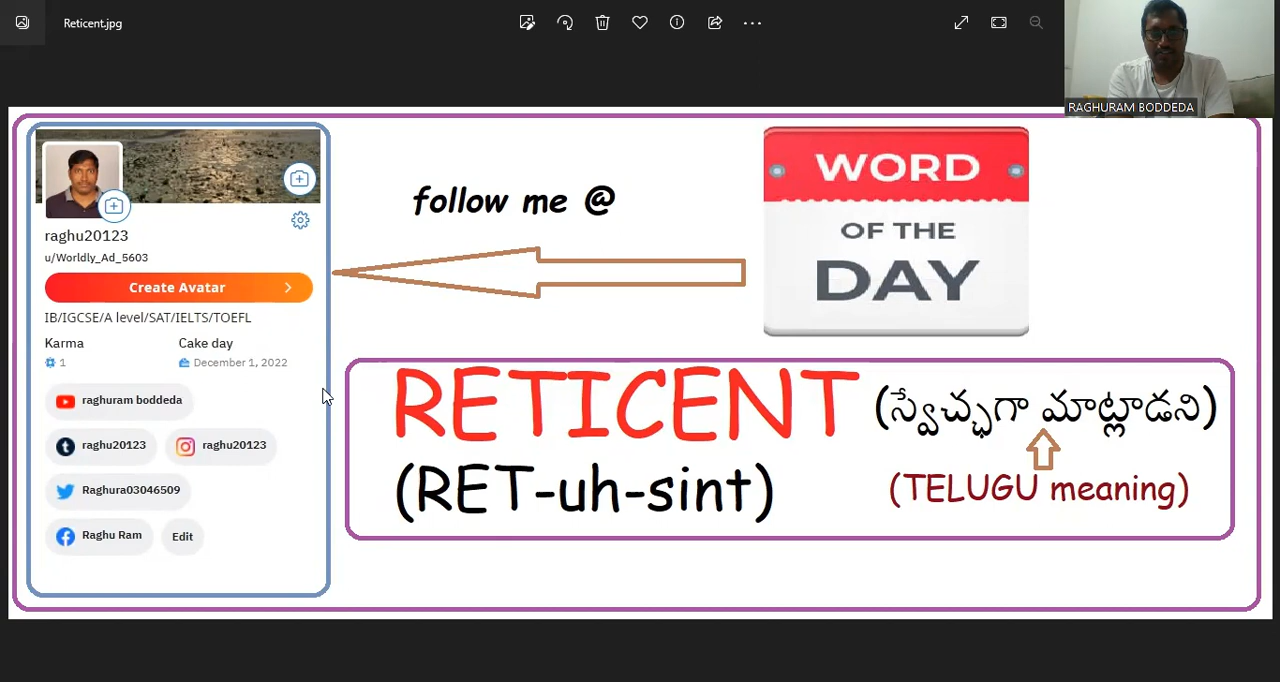 Reticent.jpg
RAGHURAM BODDEDA
raghu20123
u/Worldly_Ad_5603
Create Avatar
IB/IGCSE/A level/SAT/IELTS/TOEFL
Karma Cake day
1 December 1, 2022
raghuram boddeda
raghu20123 raghu20123
Raghura03046509
Raghu Ram Edit
follow me @
WORD
OF THE
DAY
RETICENT (స్వేచ్ఛగా మాట్లాడని)
(RET-uh-sint) (TELUGU meaning)